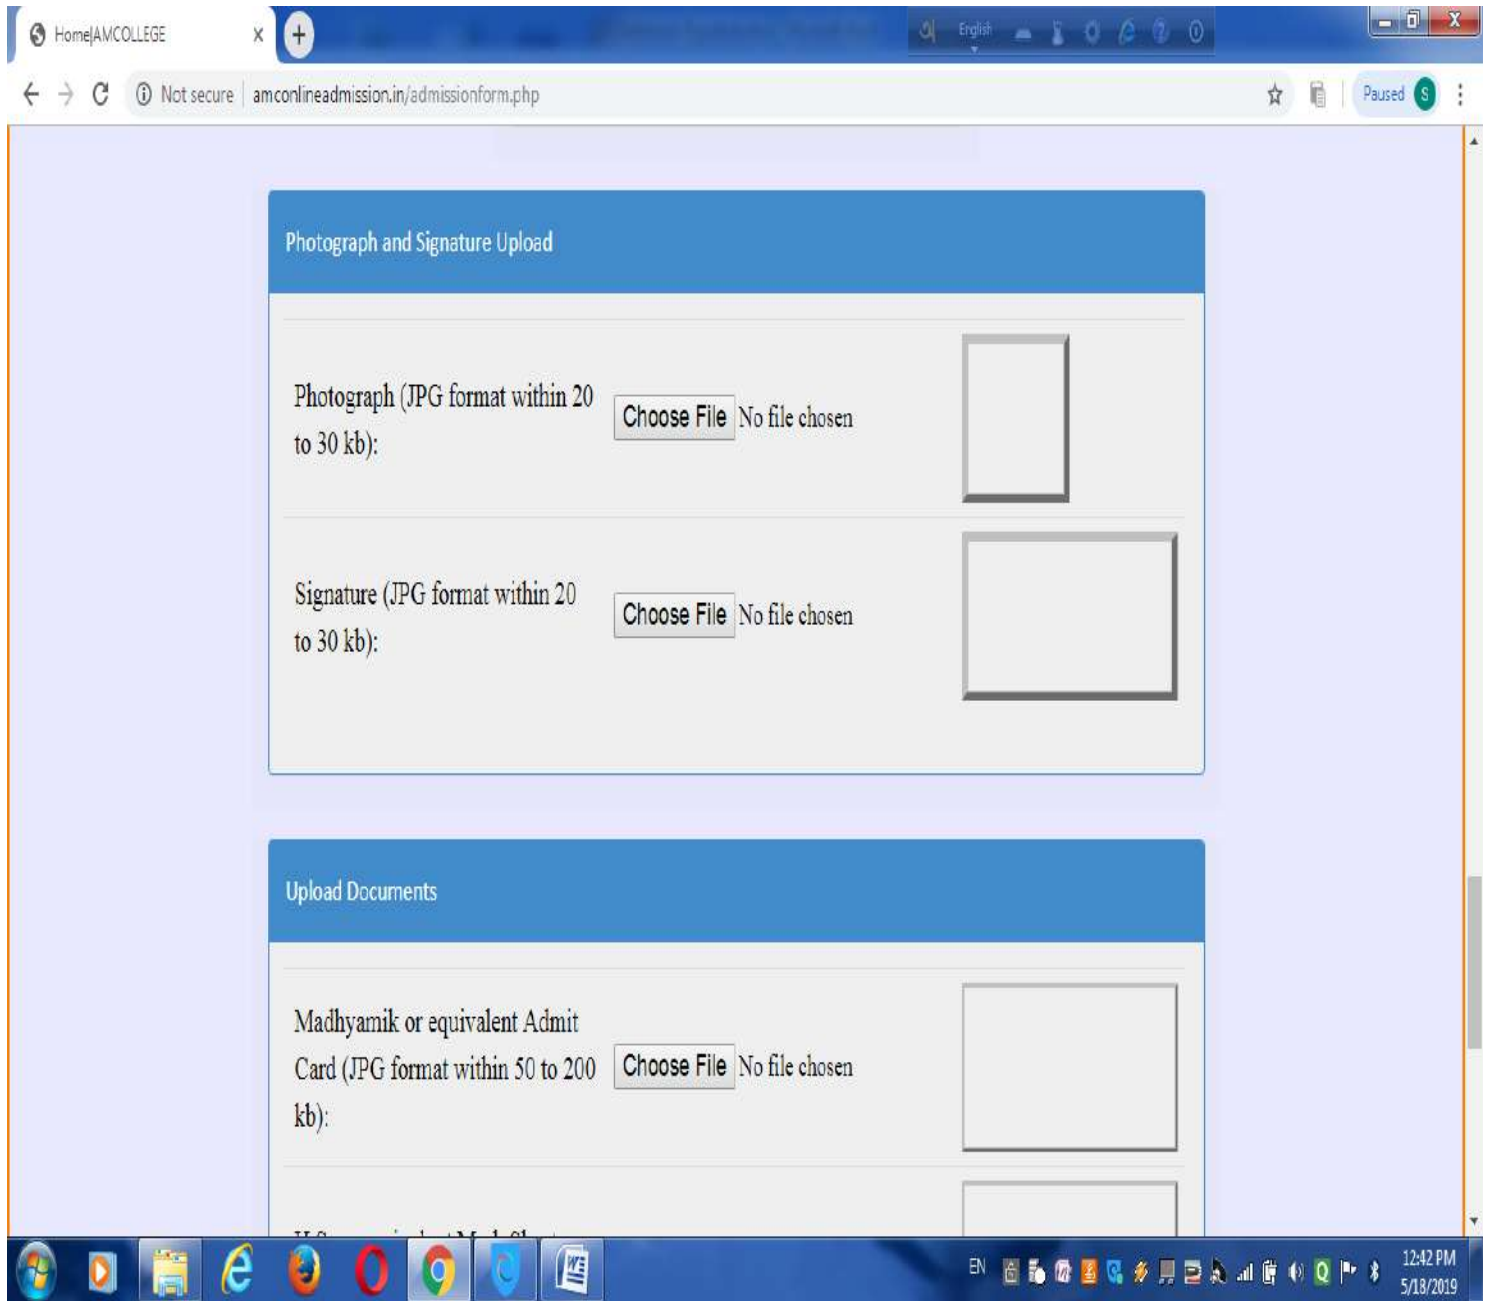 Home|AMCOLLEGE
English
Not secure
amconlineadmission.in/admissionform.php
Paused
S
Photograph and Signature Upload
Photograph (JPG format within 20
to 30 kb):
Choose File No file chosen
Signature (JPG format within 20
to 30 kb):
Choose File No file chosen
Upload Documents
Madhyamik or equivalent Admit
Card (JPG format within 50 to 200
kb):
Choose File No file chosen
EN
12:42 PM
5/18/2019